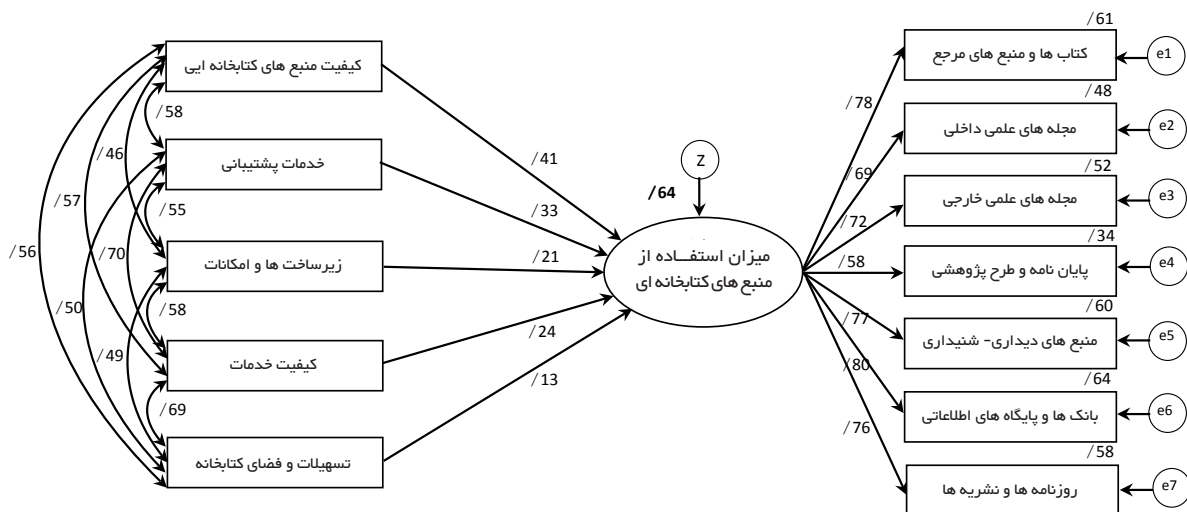 کیفیت منبع های کتابخانه ایی
خدمات پشتیبانی
زیرساخت ها و امکانات
کیفیت خدمات
تسهیلات و فضای کتابخانه
/58
/46
/57
/55
/56
/70
/50
/58
/49
/69
/41
/33
/21
/24
/13
Z
/64
میزان استفـــاده از
منبع های کتابخانه ای
/78
/69
/72
/58
/77
/80
/76
/61
کتاب ها و منبع های مرجع
e1
/48
مجله های علمی داخلی
e2
/52
مجله های علمی خارجی
e3
/34
پایان نامه و طرح پژوهشی
e4
/60
منبع های دیداری- شنیداری
e5
/64
بانک ها و پایگاه های اطلاعاتی
e6
/58
روزنامه ها و نشریه ها
e7